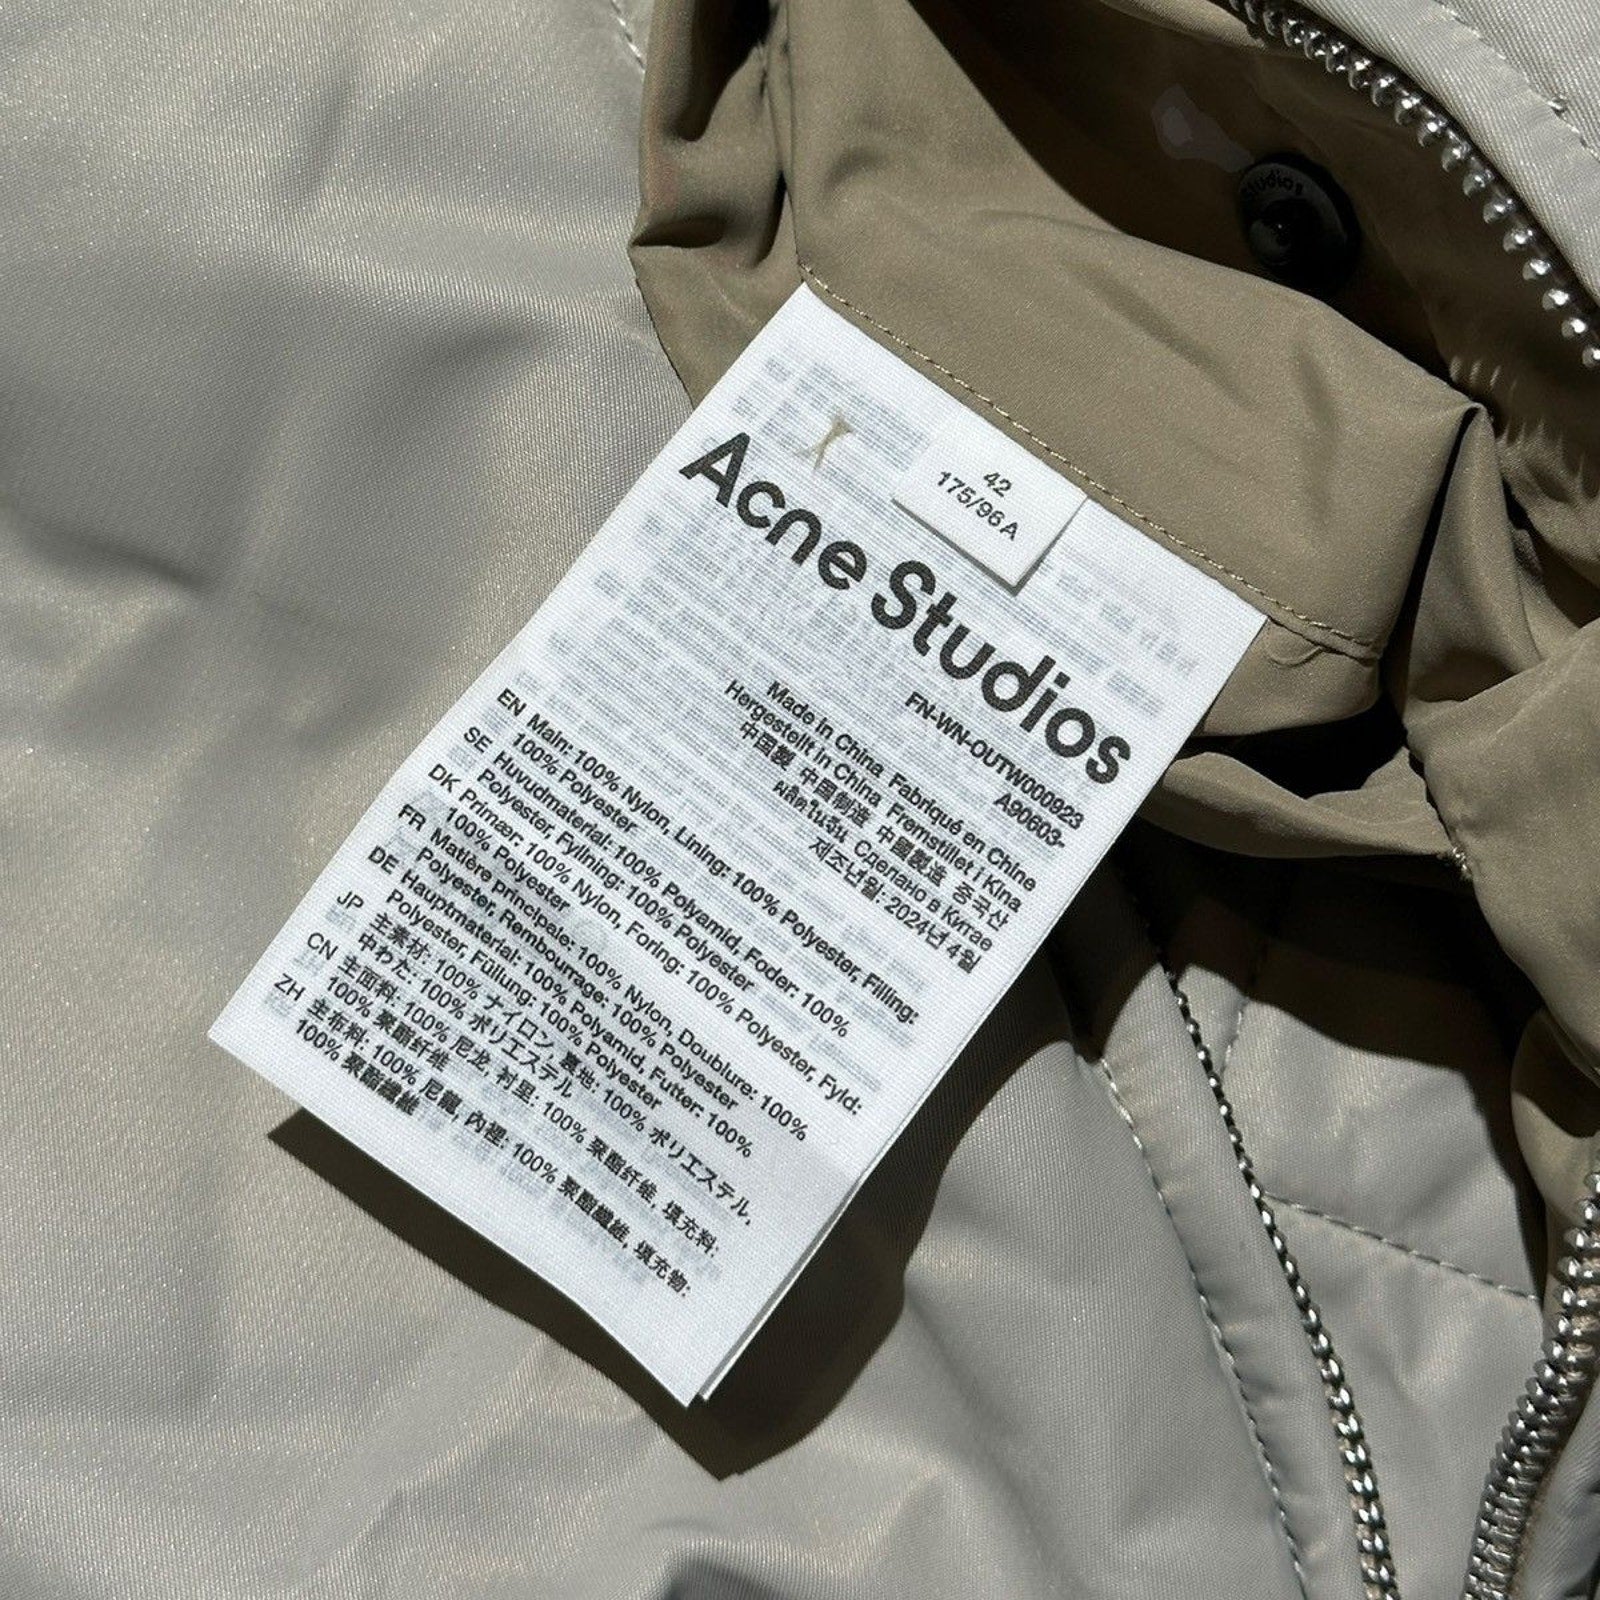 Studios
42
175/96A
Acne Studios
FN-WN-OUTW000923
A90603-
Made in China Fabriqué en Chine
Hergestellt in China Fremstillet i Kina
中国製 中国制造 中國製造 중국산
ผลิตในจีน Сделано в Китае
제조년월: 2024년 4월
EN Main: 100% Nylon, Lining: 100% Polyester, Filling:
100% Polyester
SE Huvudmaterial: 100% Polyamid, Foder: 100%
Polyester, Fyllning: 100% Polyester
DK Primær: 100% Nylon, Foring: 100% Polyester, Fyld:
100% Polyester
FR Matière principale: 100% Nylon, Doublure: 100%
Polyester, Rembourrage: 100% Polyester
DE Hauptmaterial: 100% Polyamid, Futter: 100%
Polyester, Füllung: 100% Polyester
JP 主素材: 100% ナイロン, 裏地: 100% ポリエステル,
中わた: 100% ポリエステル
CN 主面料: 100% 尼龙, 衬里: 100% 聚酯纤维, 填充料:
100% 聚酯纤维
ZH 主布料: 100% 尼龍, 內裡: 100% 聚酯纖維, 填充物:
100% 聚酯纖維